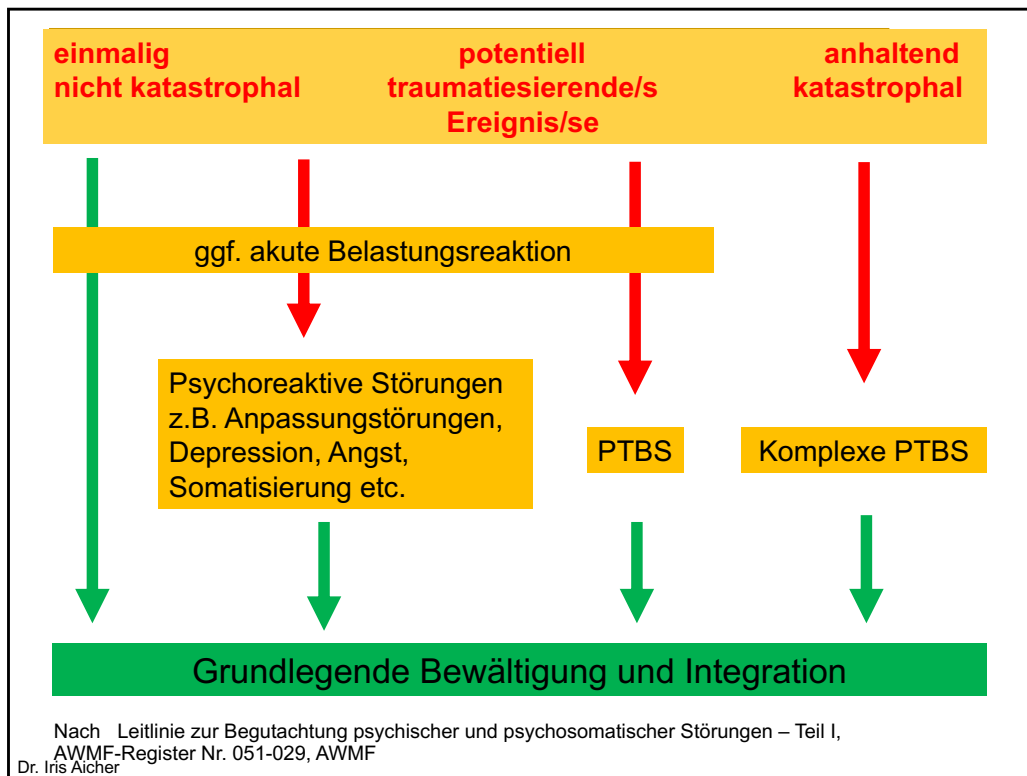 einmalig
nicht katastrophal
potentiell
traumatiesierende/s
Ereignis/se
anhaltend
katastrophal
ggf. akute Belastungsreaktion
Psychoreaktive Störungen
z.B. Anpassungstörungen,
Depression, Angst,
Somatisierung etc.
PTBS
Komplexe PTBS
Grundlegende Bewältigung und Integration
Nach Leitlinie zur Begutachtung psychischer und psychosomatischer Störungen – Teil I,
AWMF-Register Nr. 051-029, AWMF
Dr. Iris Aicher